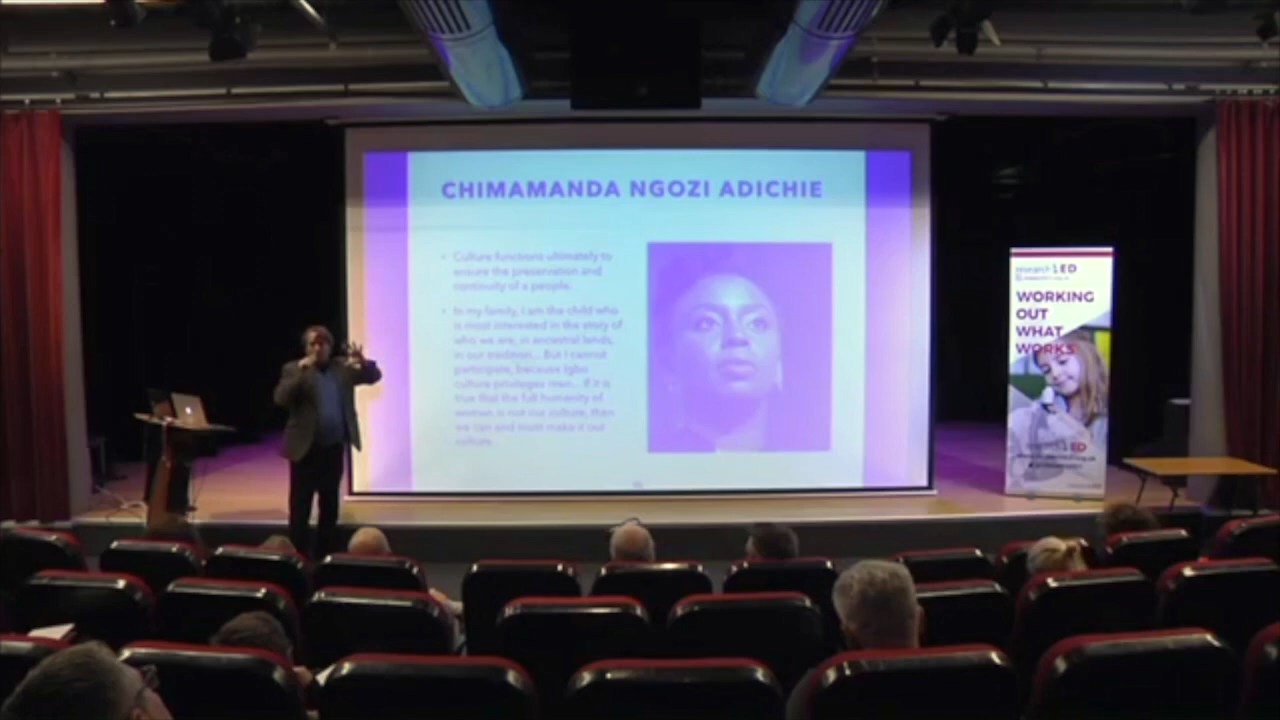 CHIMAMANDA NGOZI ADICHIE
• Culture functions ultimately to
ensure the preservation and
continuity of a people.
• In my family, I am the child who
is most interested in the story of
who we are, in ancestral lands,
in our tradition... But I cannot
participate, because Igbo
culture privileges men... If it is
true that the full humanity of
women is not our culture, then
we can and must make it our
culture.
researchED
WORKING
OUT
WHAT
WORKS
researchED